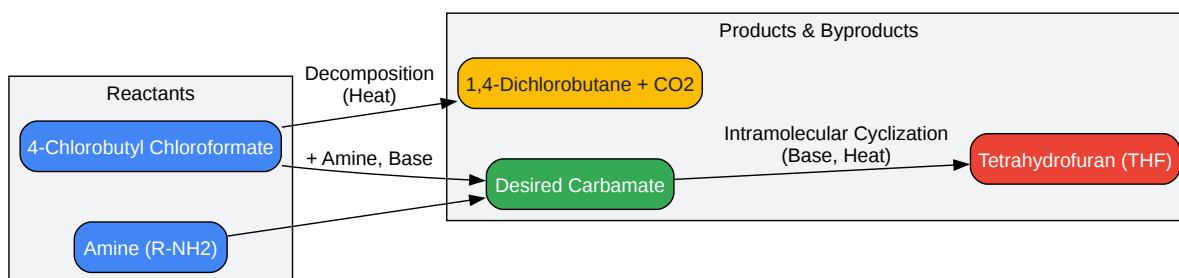 Products & Byproducts
Reactants
Decomposition
(Heat)
1,4-Dichlorobutane + CO2
4-Chlorobutyl Chloroformate
+ Amine, Base
Intramolecular Cyclization
(Base, Heat)
Tetrahydrofuran (THF)
Desired Carbamate
Amine (R-NH2)